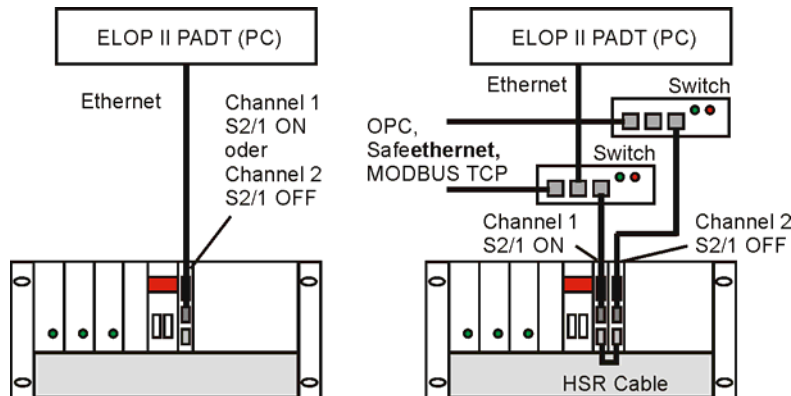 ELOP II PADT (PC)
Ethernet
Channel 1
S2/1 ON
oder
Channel 2
S2/1 OFF
ELOP II PADT (PC)
Ethernet
Switch
OPC,
Safeethernet,
MODBUS TCP
Switch
Channel 1
S2/1 ON
Channel 2
S2/1 OFF
HSR Cable